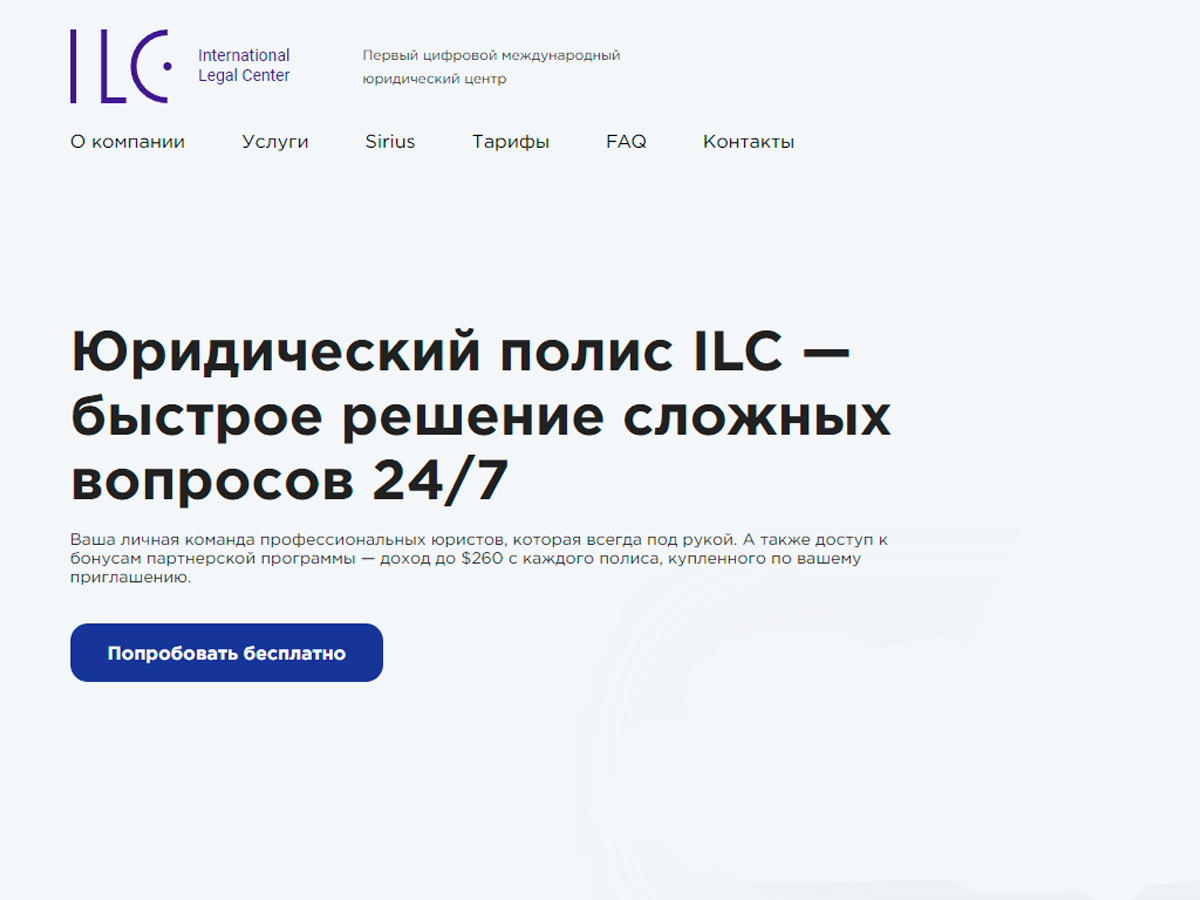 ILC
International
Legal Center
Первый цифровой международный
юридический центр
О компании Услуги Sirius Тарифы FAQ Контакты
Юридический полис ILC —
быстрое решение сложных
вопросов 24/7
Ваша личная команда профессиональных юристов, которая всегда под рукой. А также доступ к
бонусам партнерской программы — доход до $260 с каждого полиса, купленного по вашему
приглашению.
Попробовать бесплатно